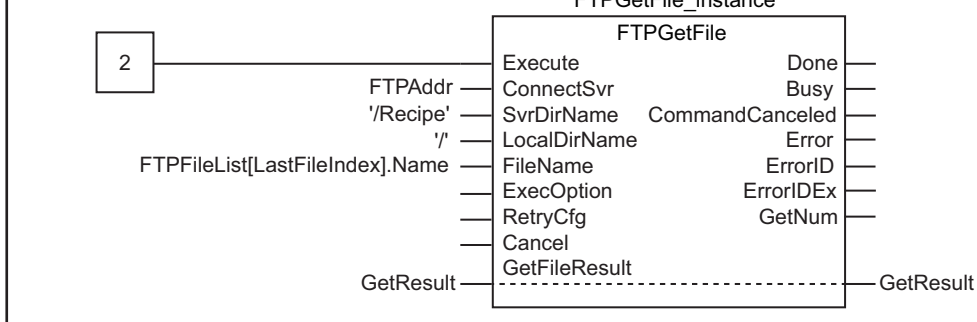 FTPGetFile_instance
FTPGetFile
2
Execute Done
FTPAddr ConnectSvr Busy
'/Recipe' SvrDirName CommandCanceled
'/' LocalDirName Error
FTPFileList[LastFileIndex].Name FileName ErrorID
ExecOption ErrorIDEx
RetryCfg GetNum
Cancel
GetFileResult
GetResult GetResult